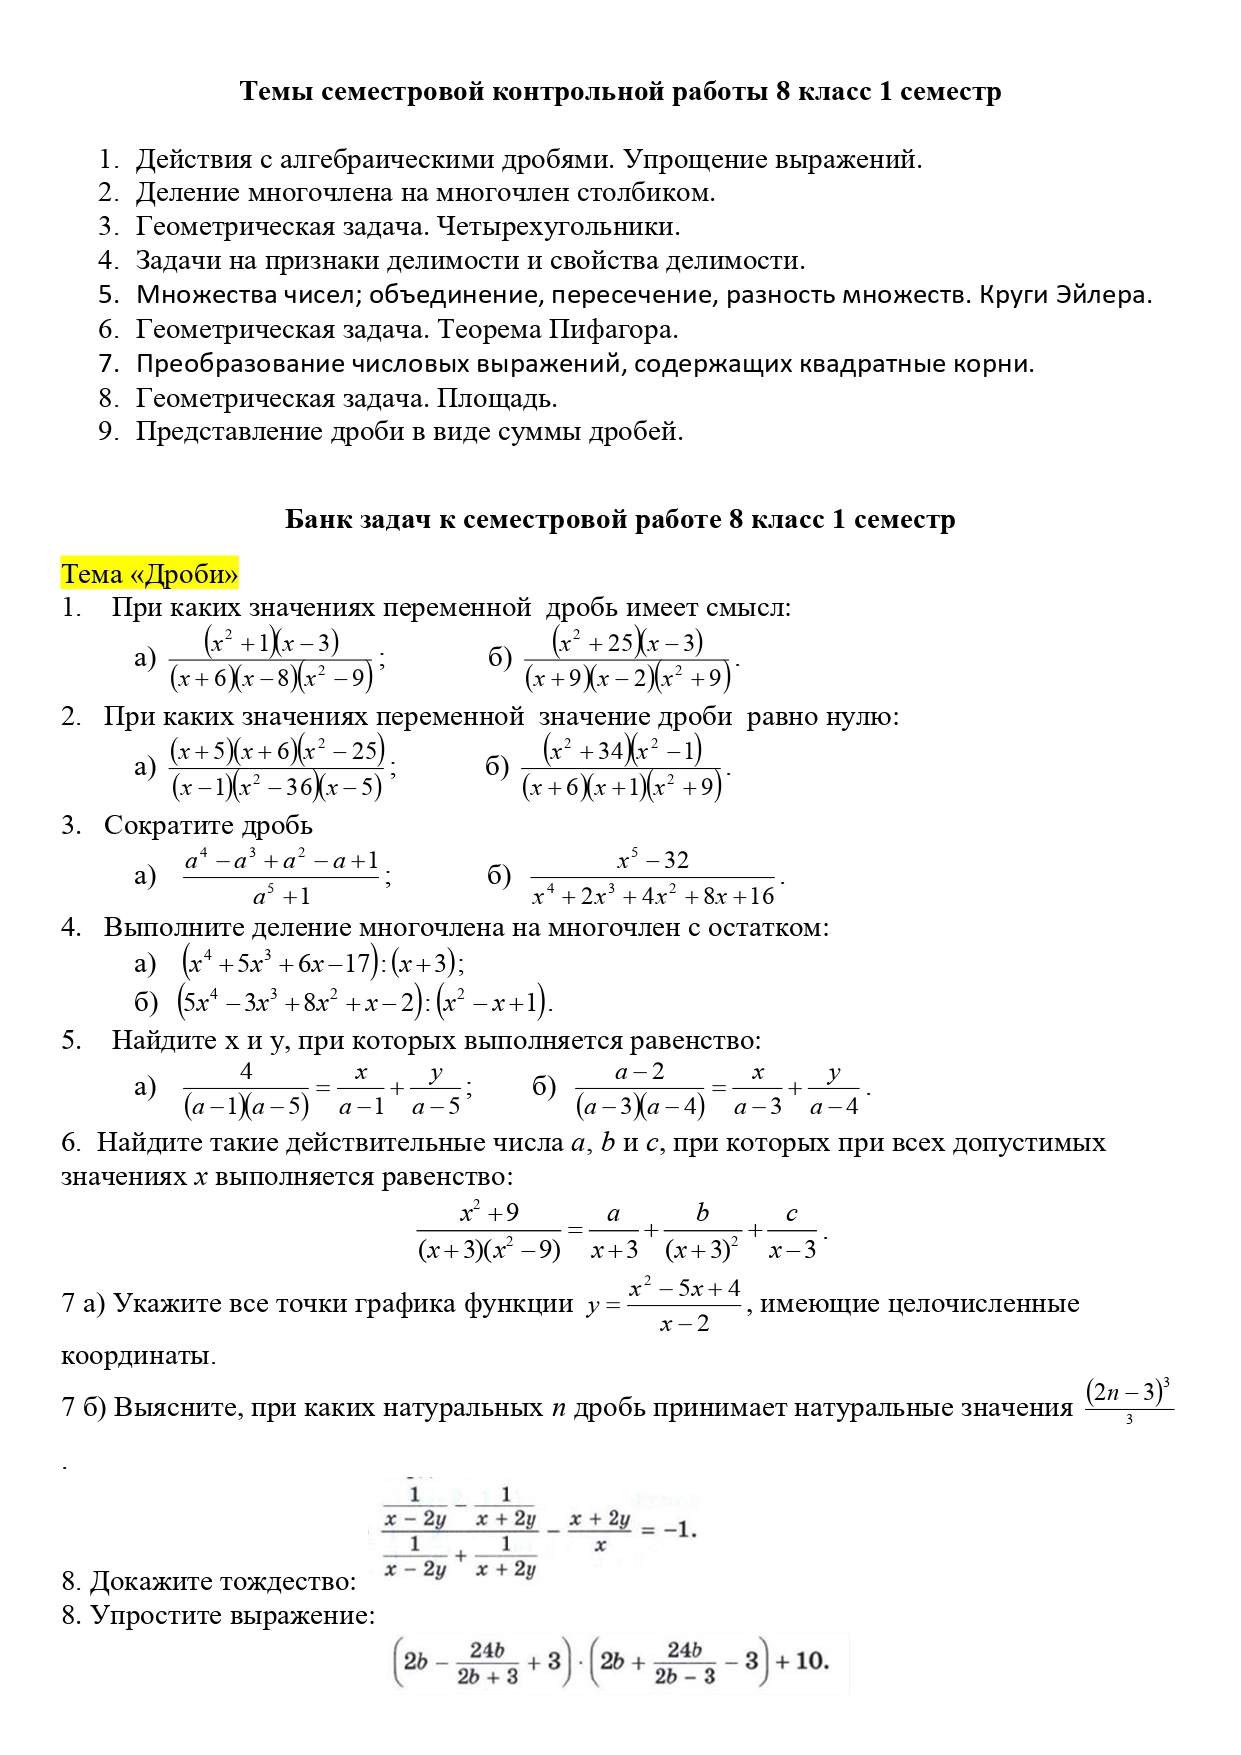 Темы семестровой контрольной работы 8 класс 1 семестр
1. Действия с алгебраическими дробями. Упрощение выражений.
2. Деление многочлена на многочлен столбиком.
3. Геометрическая задача. Четырехугольники.
4. Задачи на признаки делимости и свойства делимости.
5. Множества чисел; объединение, пересечение, разность множеств. Круги Эйлера.
6. Геометрическая задача. Теорема Пифагора.
7. Преобразование числовых выражений, содержащих квадратные корни.
8. Геометрическая задача. Площадь.
9. Представление дроби в виде суммы дробей.
Банк задач к семестровой работе 8 класс 1 семестр
Тема «Дроби»
1. При каких значениях переменной дробь имеет смысл:
а) \frac{(x^2+1)(x-3)}{(x+6)(x-8)(x^2-9)}; б) \frac{(x^2+25)(x-3)}{(x+9)(x-2)(x^2+9)}.
2. При каких значениях переменной значение дроби равно нулю:
а) \frac{(x+5)(x+6)(x^2-25)}{(x-1)(x^2-36)(x-5)}; б) \frac{(x^2+34)(x^2-1)}{(x+6)(x+1)(x^2+9)}.
3. Сократите дробь
а) \frac{a^4-a^3+a^2-a+1}{a^5+1}; б) \frac{x^5-32}{x^4+2x^3+4x^2+8x+16}.
4. Выполните деление многочлена на многочлен с остатком:
а) (x^4+5x^3+6x-17):(x+3);
б) (5x^4-3x^3+8x^2+x-2):(x^2-x+1).
5. Найдите х и у, при которых выполняется равенство:
а) \frac{4}{(a-1)(a-5)}=\frac{x}{a-1}+\frac{y}{a-5}; б) \frac{a-2}{(a-3)(a-4)}=\frac{x}{a-3}+\frac{y}{a-4}.
6. Найдите такие действительные числа a, b и c, при которых при всех допустимых
значениях x выполняется равенство:
\frac{x^2+9}{(x+3)(x^2-9)}=\frac{a}{x+3}+\frac{b}{(x+3)^2}+\frac{c}{x-3}.
7 а) Укажите все точки графика функции y=\frac{x^2-5x+4}{x-2}, имеющие целочисленные
координаты.
7 б) Выясните, при каких натуральных n дробь принимает натуральные значения \frac{(2n-3)^3}{3}
.
8. Докажите тождество: \frac{\frac{1}{x-2y}-\frac{1}{x+2y}}{\frac{1}{x-2y}+\frac{1}{x+2y}}-\frac{x+2y}{x}=-1.
8. Упростите выражение:
(2b-\frac{24b}{2b+3}+3)·(2b+\frac{24b}{2b-3}-3)+10.